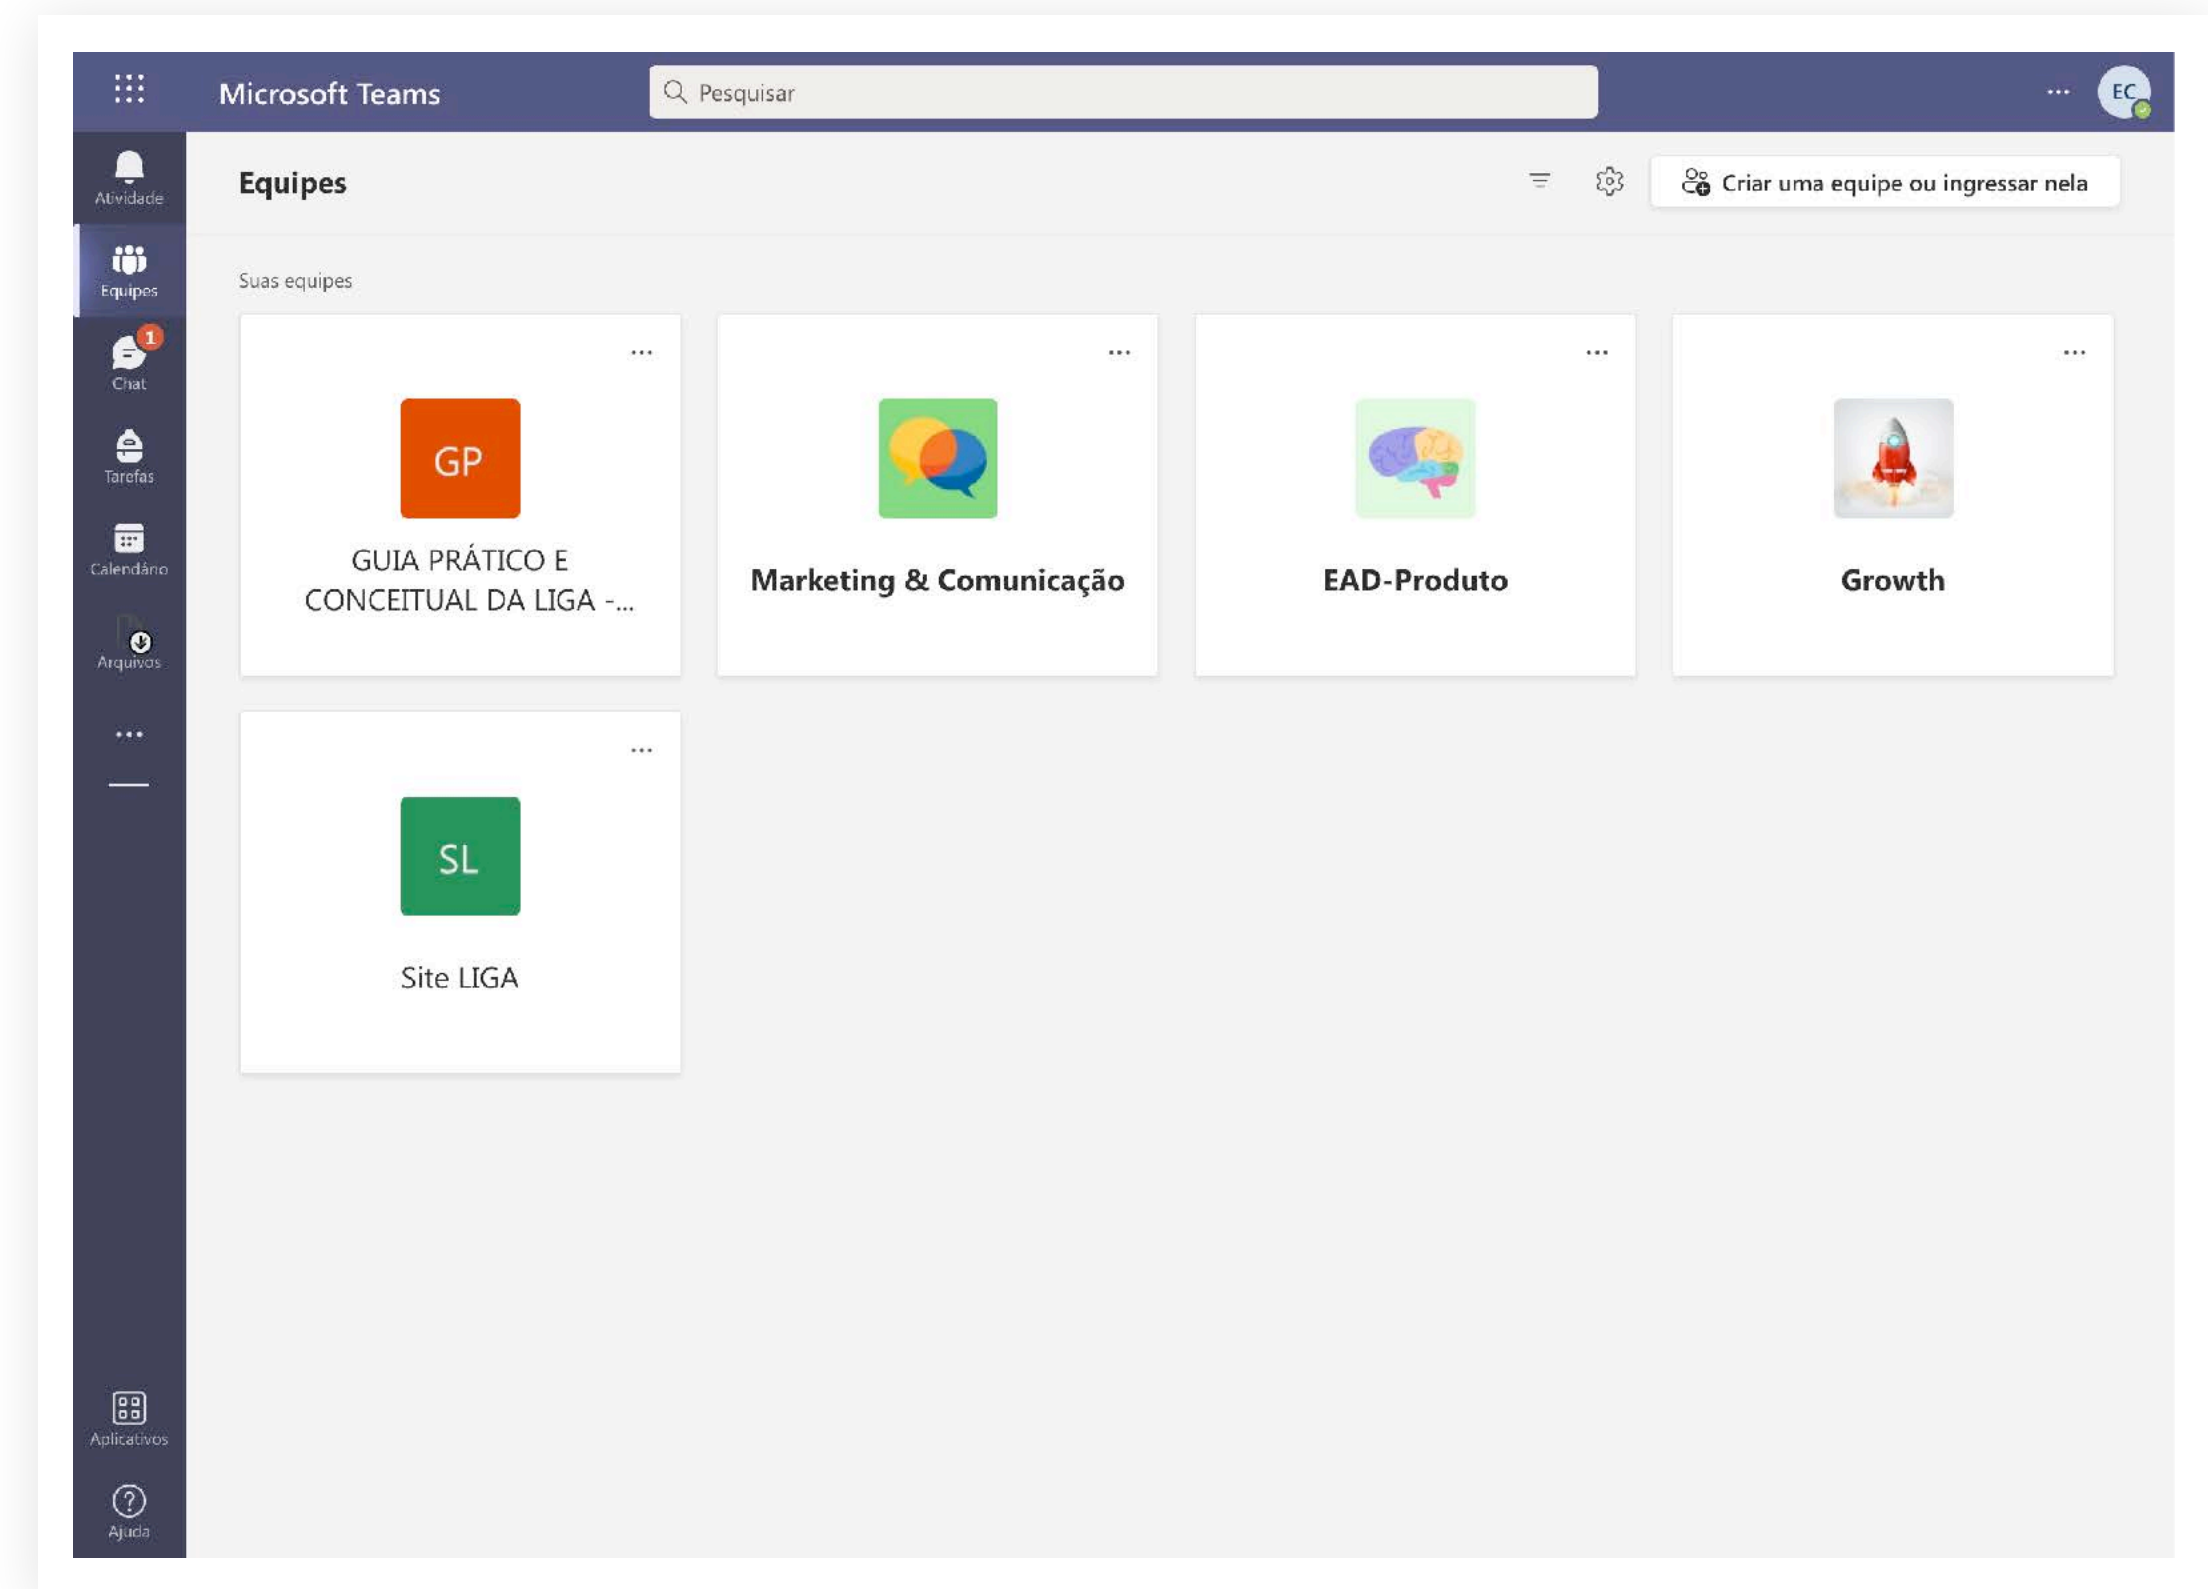 Microsoft Teams
Pesquisar
EC
Atividade
Equipes
Chat
1
Tarefas
Calendário
Arquivos
Aplicativos
Ajuda
Equipes
Criar uma equipe ou ingressar nela
Suas equipes
GP
GUIA PRÁTICO E
CONCEITUAL DA LIGA -...
Marketing & Comunicação
EAD-Produto
Growth
SL
Site LIGA